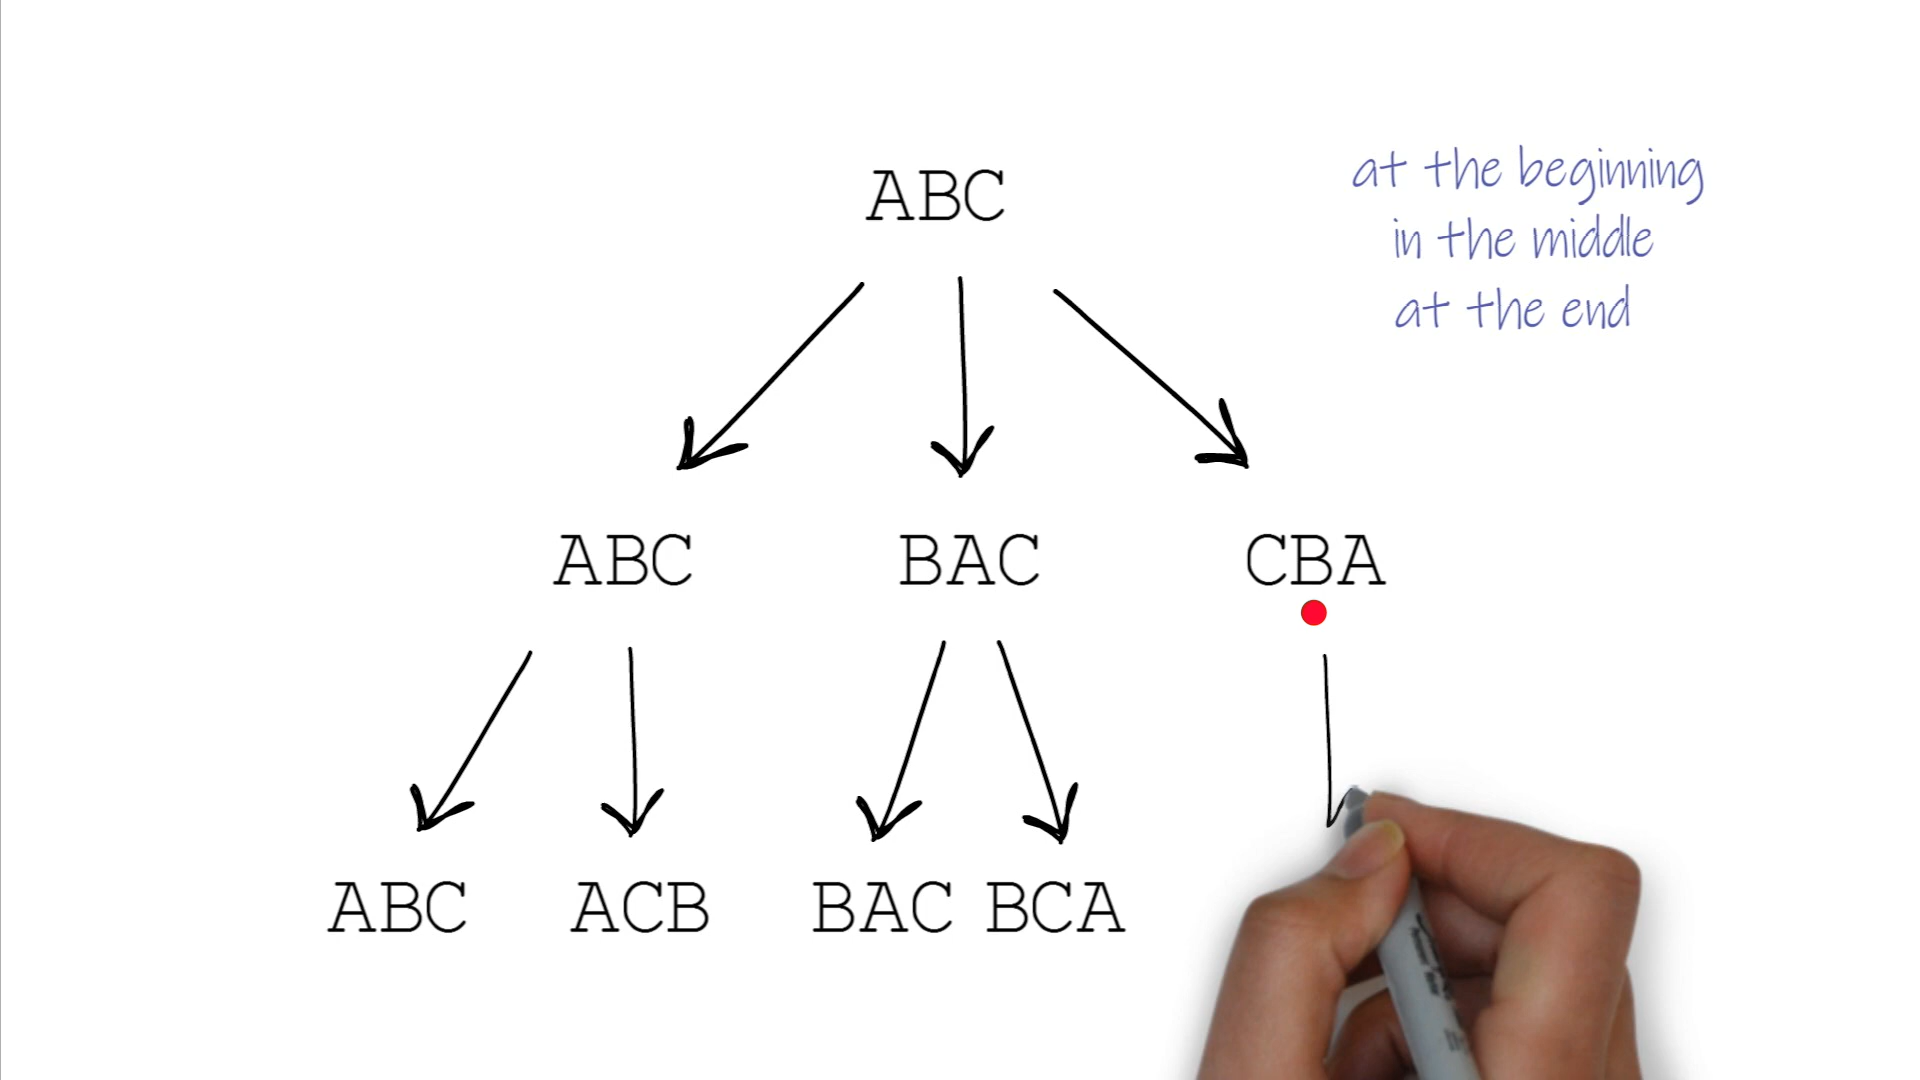 ABC
at the beginning
in the middle
at the end
ABC BAC CBA
ABC ACB BAC BCA